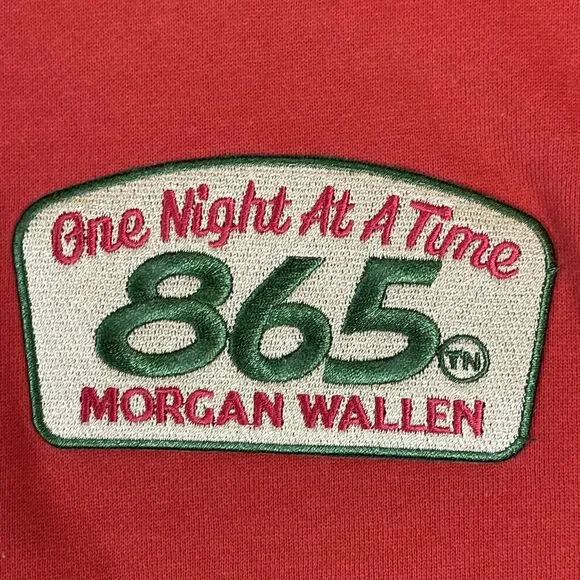 One Night At A Time
865 TN
MORGAN WALLEN